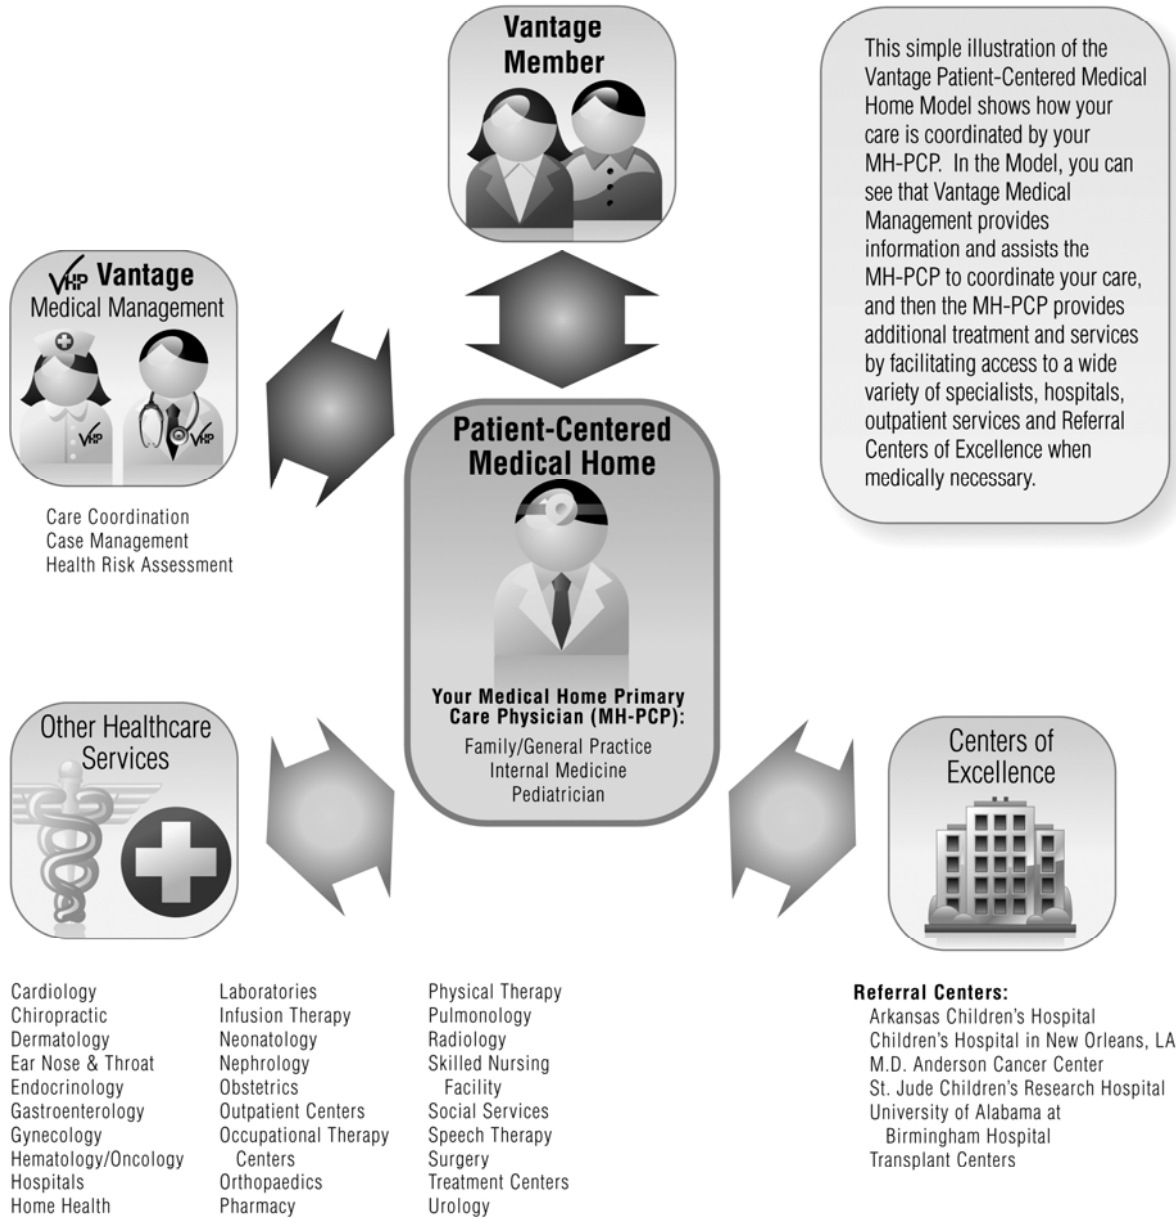 Vantage
Member
This simple illustration of the
Vantage Patient-Centered Medical
Home Model shows how your
care is coordinated by your
MH-PCP. In the Model, you can
see that Vantage Medical
Management provides
information and assists the
MH-PCP to coordinate your care,
and then the MH-PCP provides
additional treatment and services
by facilitating access to a wide
variety of specialists, hospitals,
outpatient services and Referral
Centers of Excellence when
medically necessary.
VHP Vantage
Medical Management
VHP
VHP
Care Coordination
Case Management
Health Risk Assessment
Patient-Centered
Medical Home
Your Medical Home Primary
Care Physician (MH-PCP):
Family/General Practice
Internal Medicine
Pediatrician
Other Healthcare
Services
Cardiology
Chiropractic
Dermatology
Ear Nose & Throat
Endocrinology
Gastroenterology
Gynecology
Hematology/Oncology
Hospitals
Home Health
Laboratories
Infusion Therapy
Neonatology
Nephrology
Obstetrics
Outpatient Centers
Occupational Therapy
Centers
Orthopaedics
Pharmacy
Physical Therapy
Pulmonology
Radiology
Skilled Nursing
Facility
Social Services
Speech Therapy
Surgery
Treatment Centers
Urology
Centers of
Excellence
Referral Centers:
Arkansas Children's Hospital
Children's Hospital in New Orleans, LA
M.D. Anderson Cancer Center
St. Jude Children's Research Hospital
University of Alabama at
Birmingham Hospital
Transplant Centers